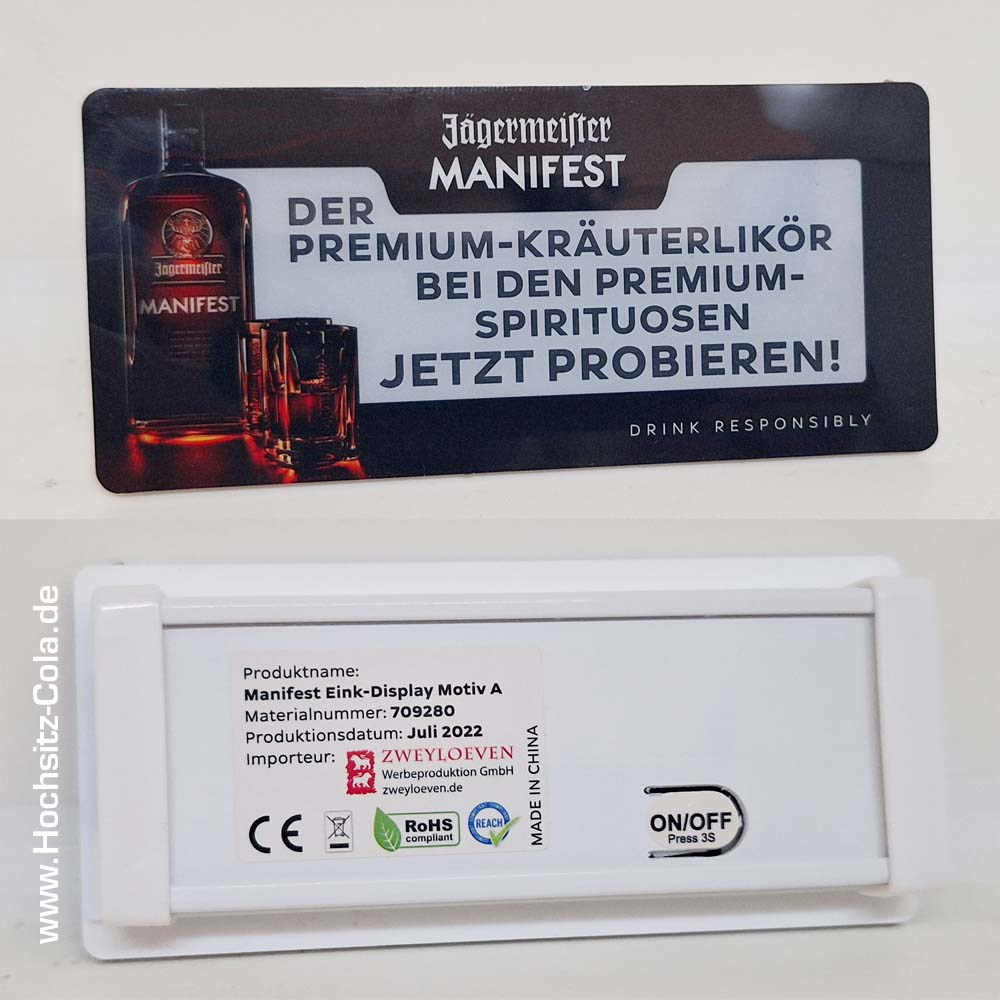 Jägermeiſter
MANIFEST
DER
PREMIUM-KRÄUTERLIKÖR
BEI DEN PREMIUM-
SPIRITUOSEN
JETZT PROBIEREN!
DRINK RESPONSIBLY
Jägermeiſter
MANIFEST
www.Hochsitz-Cola.de
Produktname:
Manifest Eink-Display Motiv A
Materialnummer: 709280
Produktionsdatum: Juli 2022
Importeur: ZWEYLOEVEN
Werbeproduktion GmbH
zweyloeven.de
CE RoHS
compliant
REACH
MADE IN CHINA
ON/OFF
Press 3S